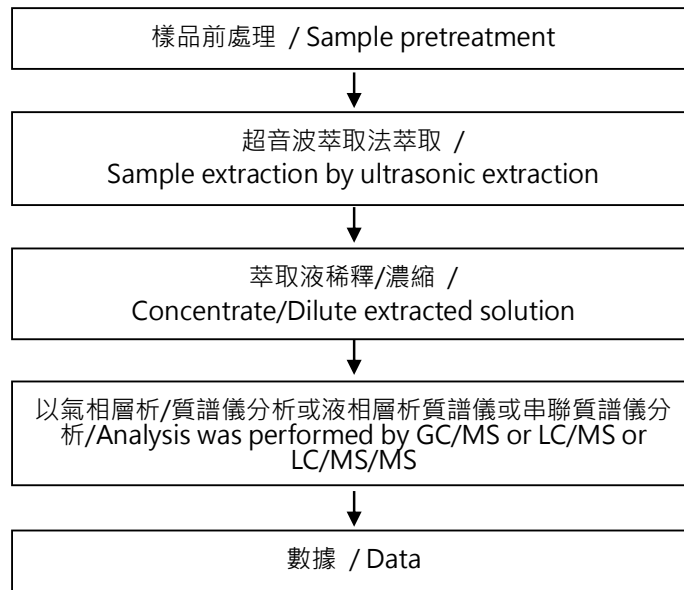 樣品前處理 / Sample pretreatment
超音波萃取法萃取 /
Sample extraction by ultrasonic extraction
萃取液稀釋/濃縮 /
Concentrate/Dilute extracted solution
以氣相層析/質譜儀分析或液相層析質譜儀或串聯質譜儀分
析/Analysis was performed by GC/MS or LC/MS or
LC/MS/MS
數據 / Data